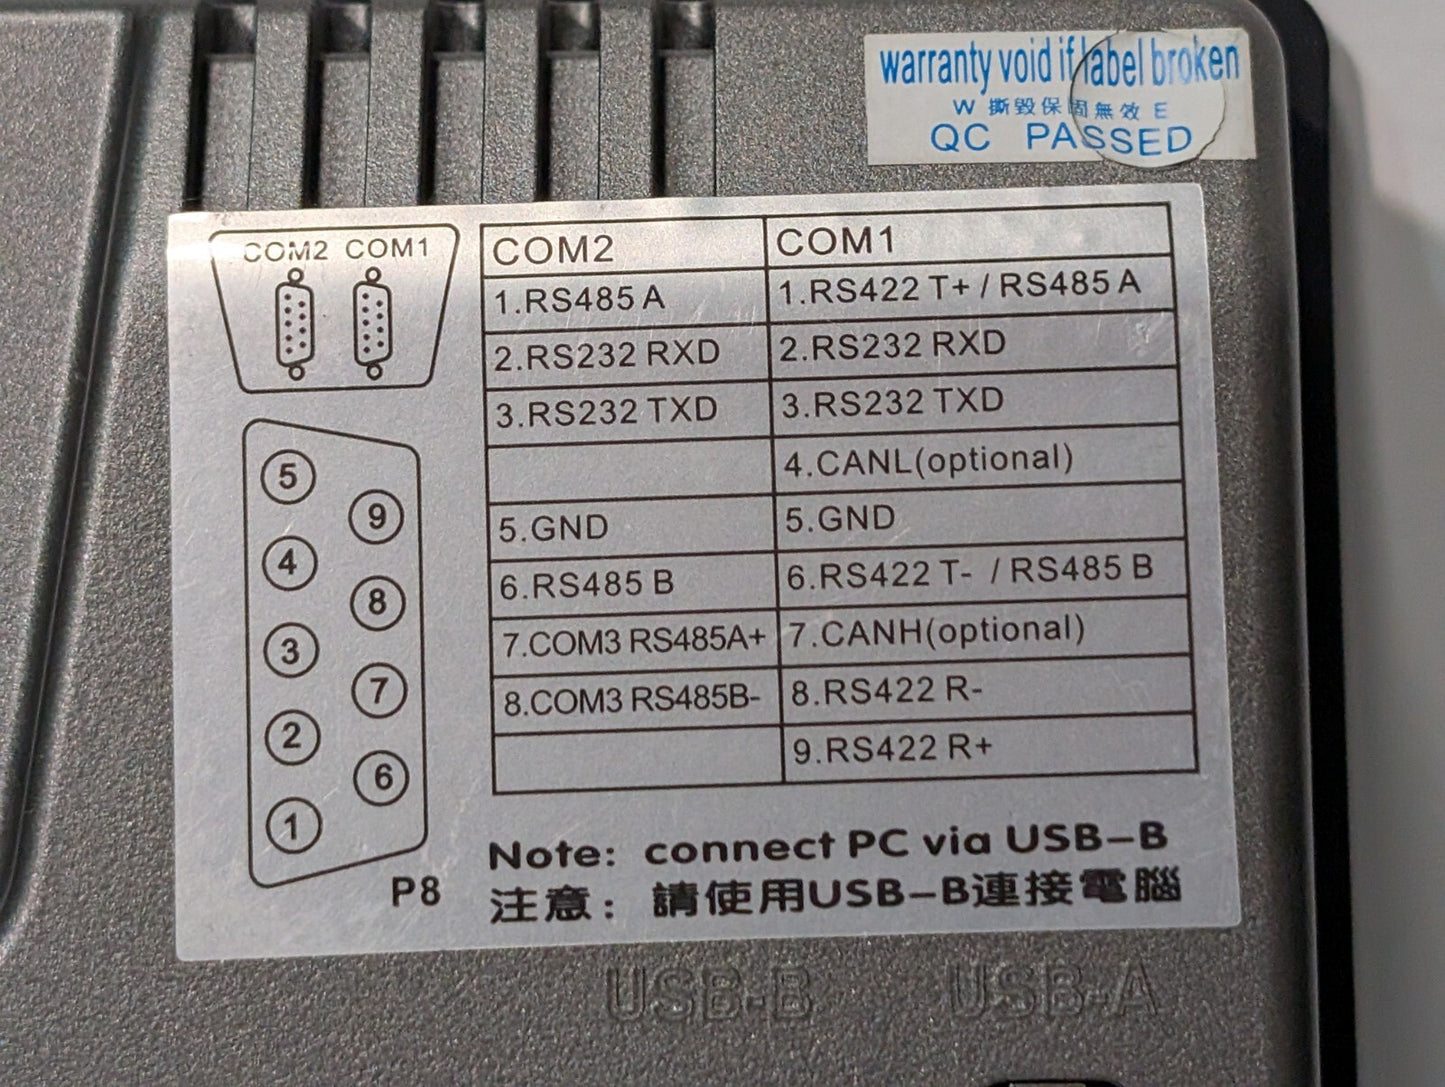 warranty void if label broken
W 撕毀保固無效 E
QC PASSED
COM2 COM1
COM2 COM1
1.RS485 A 1.RS422 T+ / RS485 A
2.RS232 RXD 2.RS232 RXD
3.RS232 TXD 3.RS232 TXD
4.CANL(optional)
5.GND 5.GND
6.RS485 B 6.RS422 T- / RS485 B
7.COM3 RS485A+ 7.CANH(optional)
8.COM3 RS485B- 8.RS422 R-
9.RS422 R+
5
9
4
8
3
7
2
6
1
P8
Note: connect PC via USB-B
注意: 請使用USB-B連接電腦
USB-B USB-A